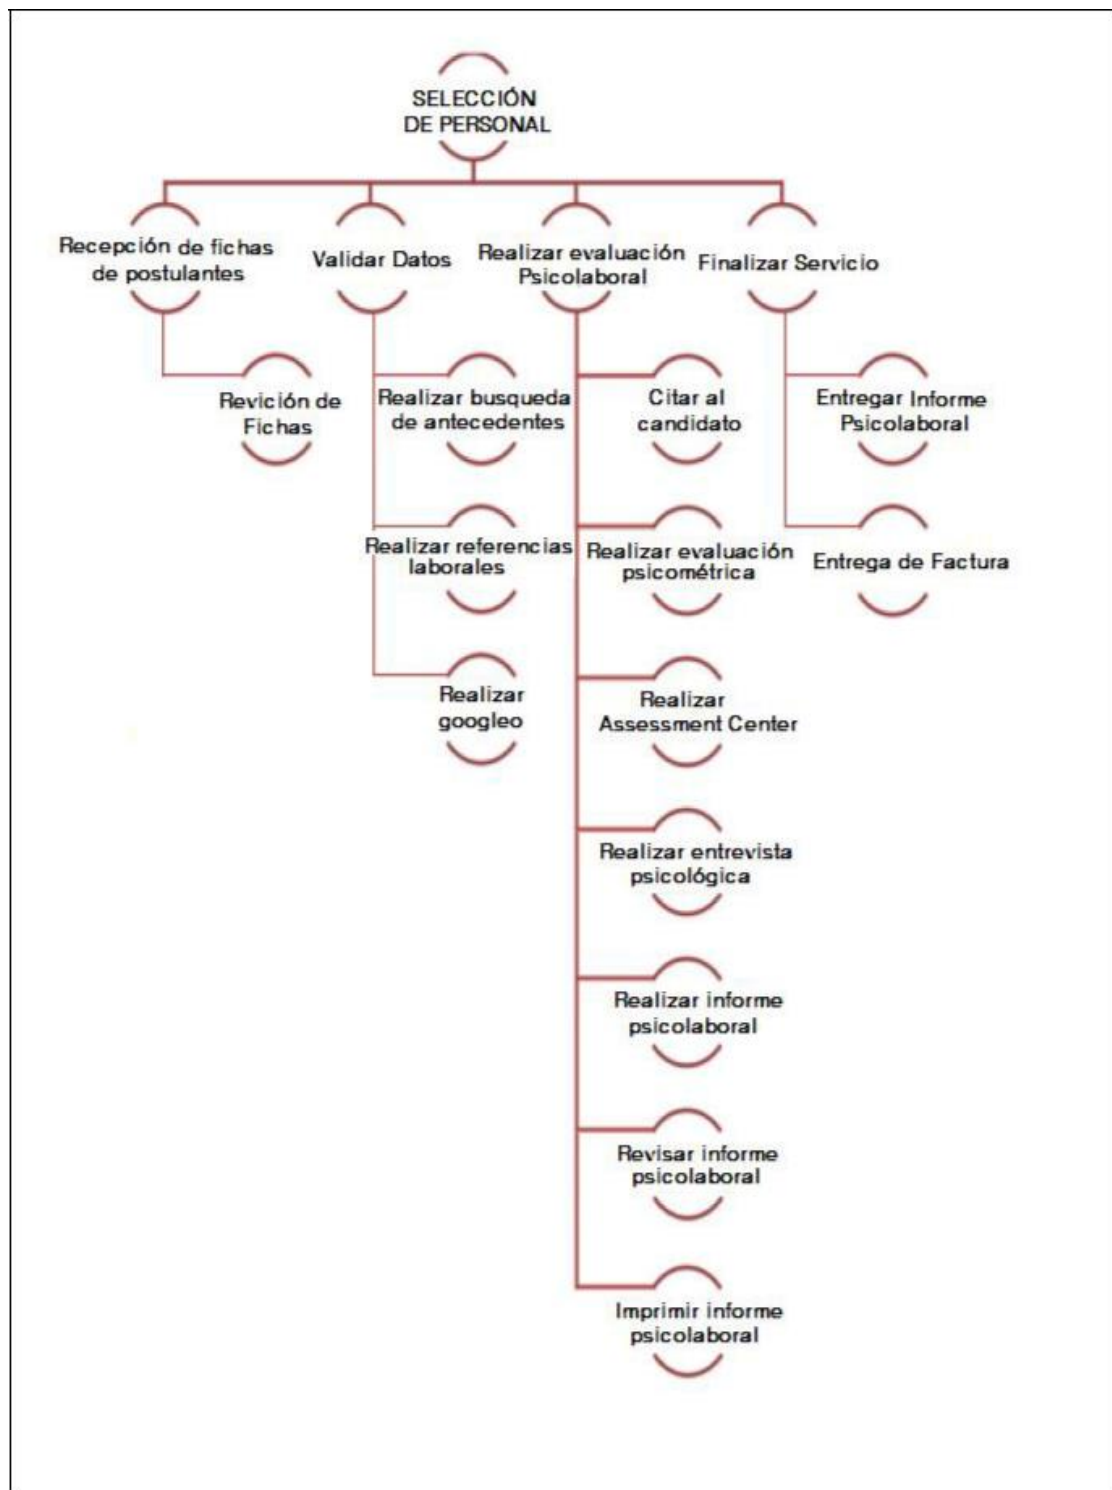 SELECCIÓN
DE PERSONAL
Recepción de fichas
de postulantes
Validar Datos
Realizar evaluación
Psicolaboral
Finalizar Servicio
Revición de
Fichas
Realizar busqueda
de antecedentes
Citar al
candidato
Entregar Informe
Psicolaboral
Realizar referencias
laborales
Realizar evaluación
psicométrica
Entrega de Factura
Realizar
googleo
Realizar
Assessment Center
Realizar entrevista
psicológica
Realizar informe
psicolaboral
Revisar informe
psicolaboral
Imprimir informe
psicolaboral